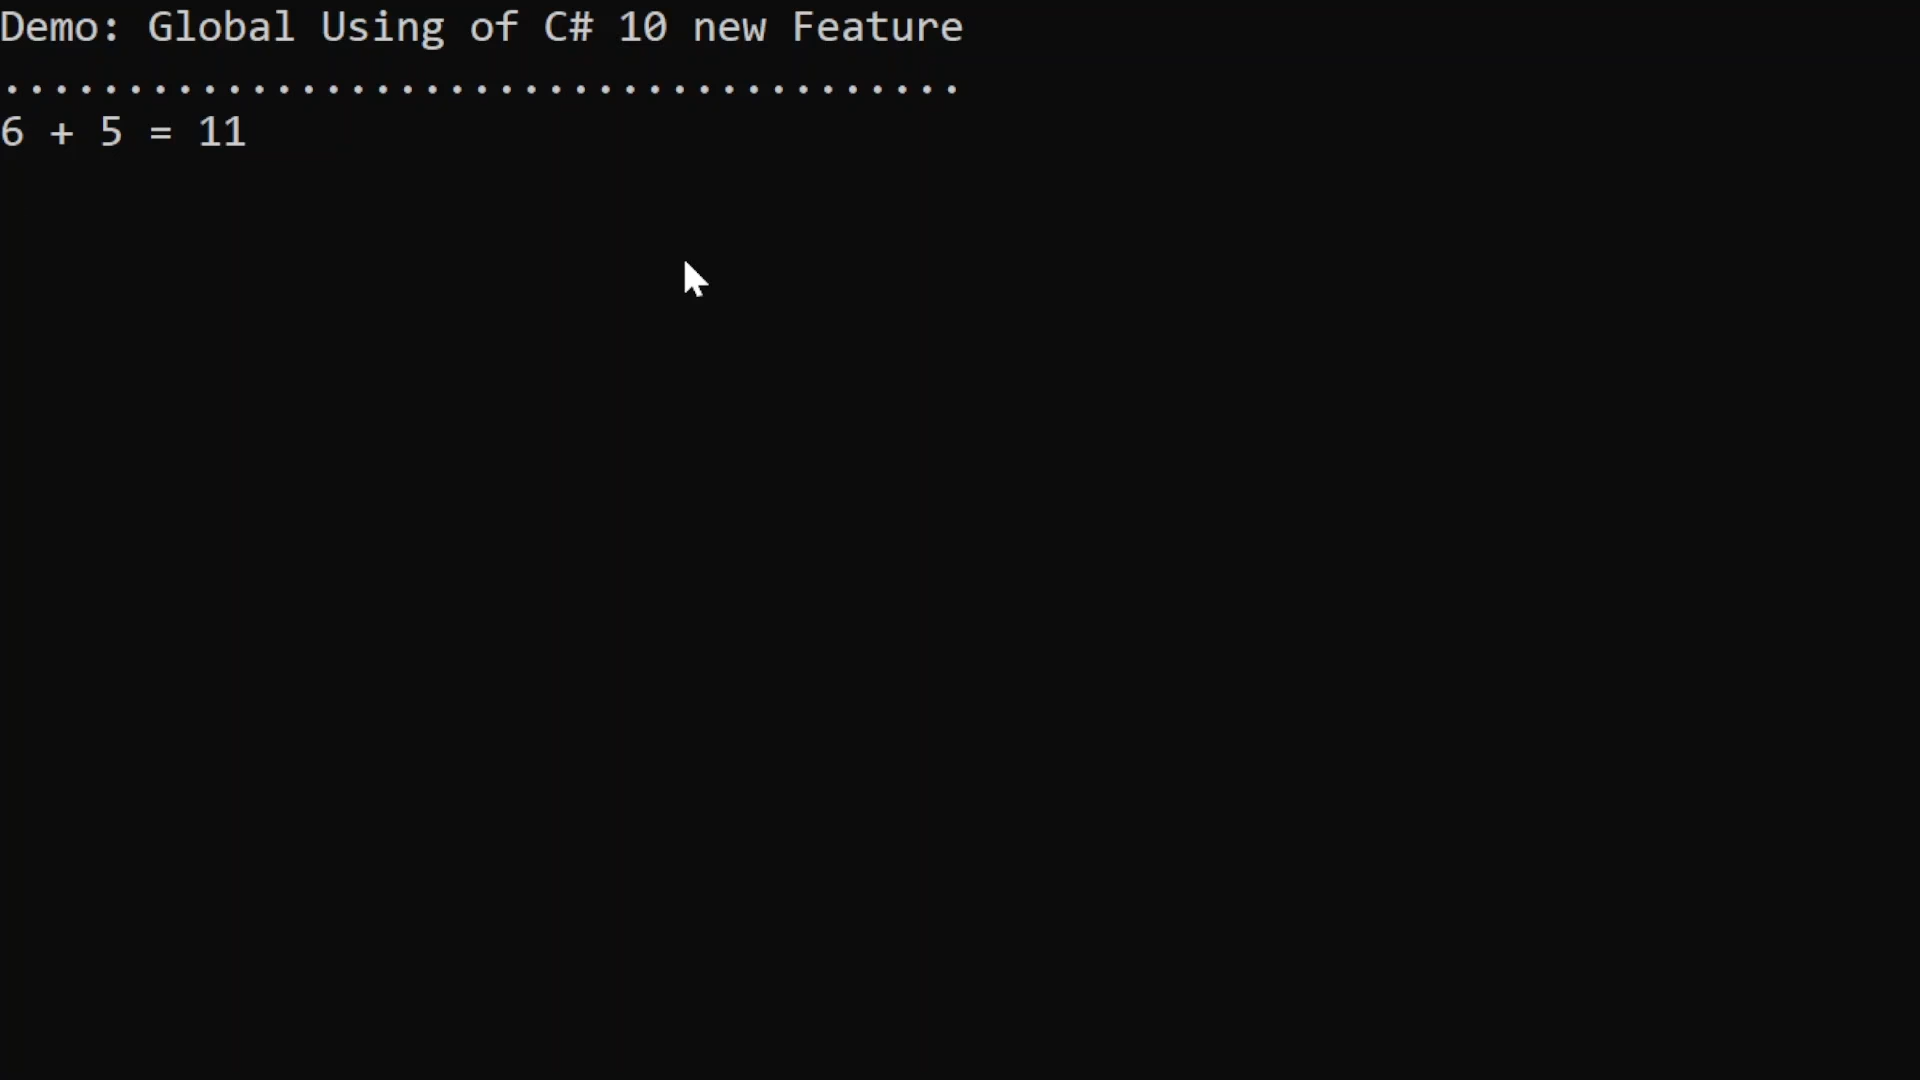 Demo: Global Using of C# 10 new Feature
.......................................
6 + 5 = 11